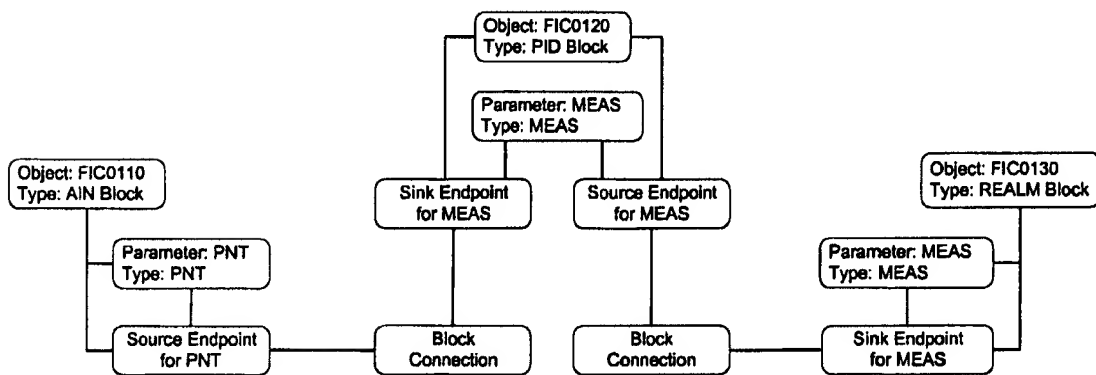 Object: FIC0120
Type: PID Block
Parameter: MEAS
Type: MEAS
Object: FIC0110
Type: AIN Block
Sink Endpoint
for MEAS
Source Endpoint
for MEAS
Object: FIC0130
Type: REALM Block
Parameter: PNT
Type: PNT
Parameter: MEAS
Type: MEAS
Source Endpoint
for PNT
Block
Connection
Block
Connection
Sink Endpoint
for MEAS